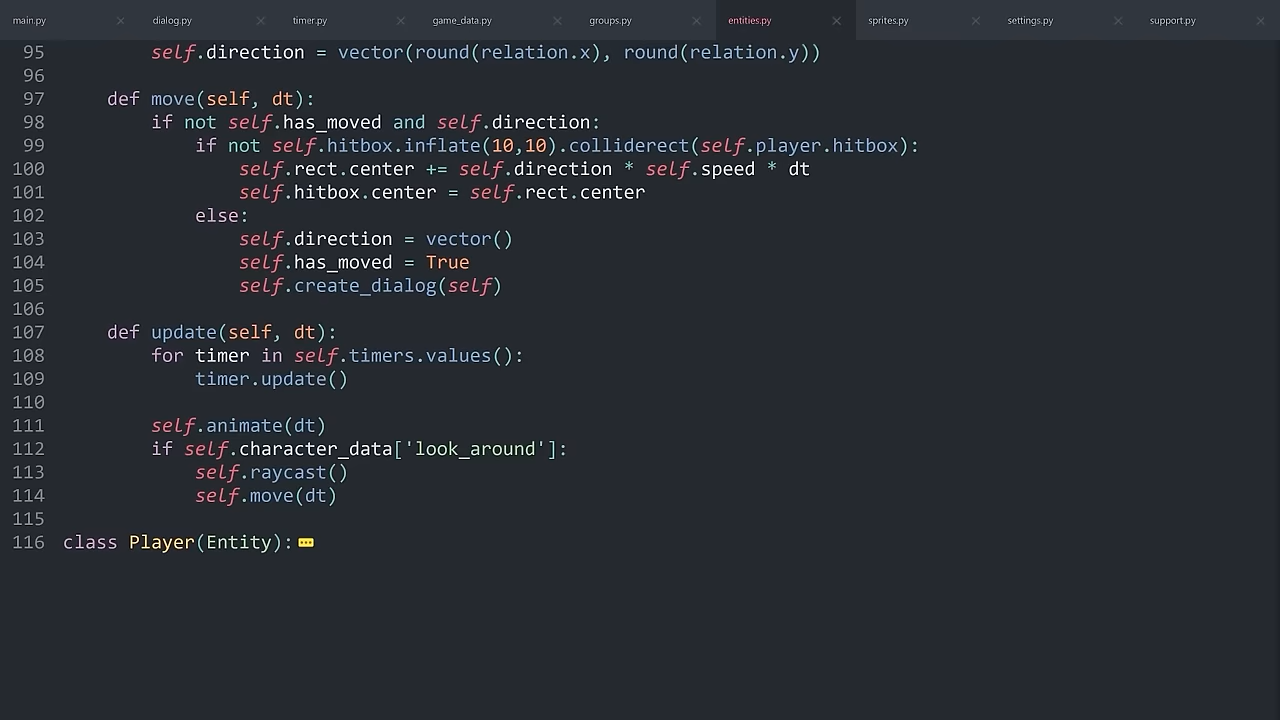 main.py dialog.py timer.py game_data.py groups.py entities.py sprites.py settings.py support.py
95         self.direction = vector(round(relation.x), round(relation.y))
96
97     def move(self, dt):
98         if not self.has_moved and self.direction:
99             if not self.hitbox.inflate(10,10).colliderect(self.player.hitbox):
100                 self.rect.center += self.direction * self.speed * dt
101                 self.hitbox.center = self.rect.center
102             else:
103                 self.direction = vector()
104                 self.has_moved = True
105                 self.create_dialog(self)
106
107     def update(self, dt):
108         for timer in self.timers.values():
109             timer.update()
110
111         self.animate(dt)
112         if self.character_data['look_around']:
113             self.raycast()
114             self.move(dt)
115
116 class Player(Entity):